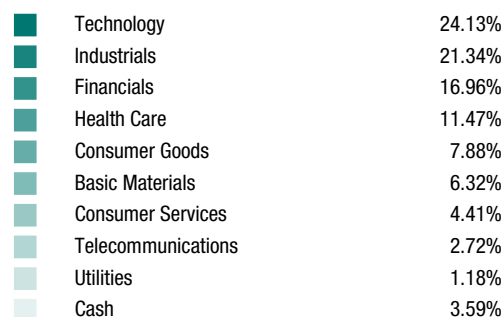 Technology 24.13%
Industrials 21.34%
Financials 16.96%
Health Care 11.47%
Consumer Goods 7.88%
Basic Materials 6.32%
Consumer Services 4.41%
Telecommunications 2.72%
Utilities 1.18%
Cash 3.59%